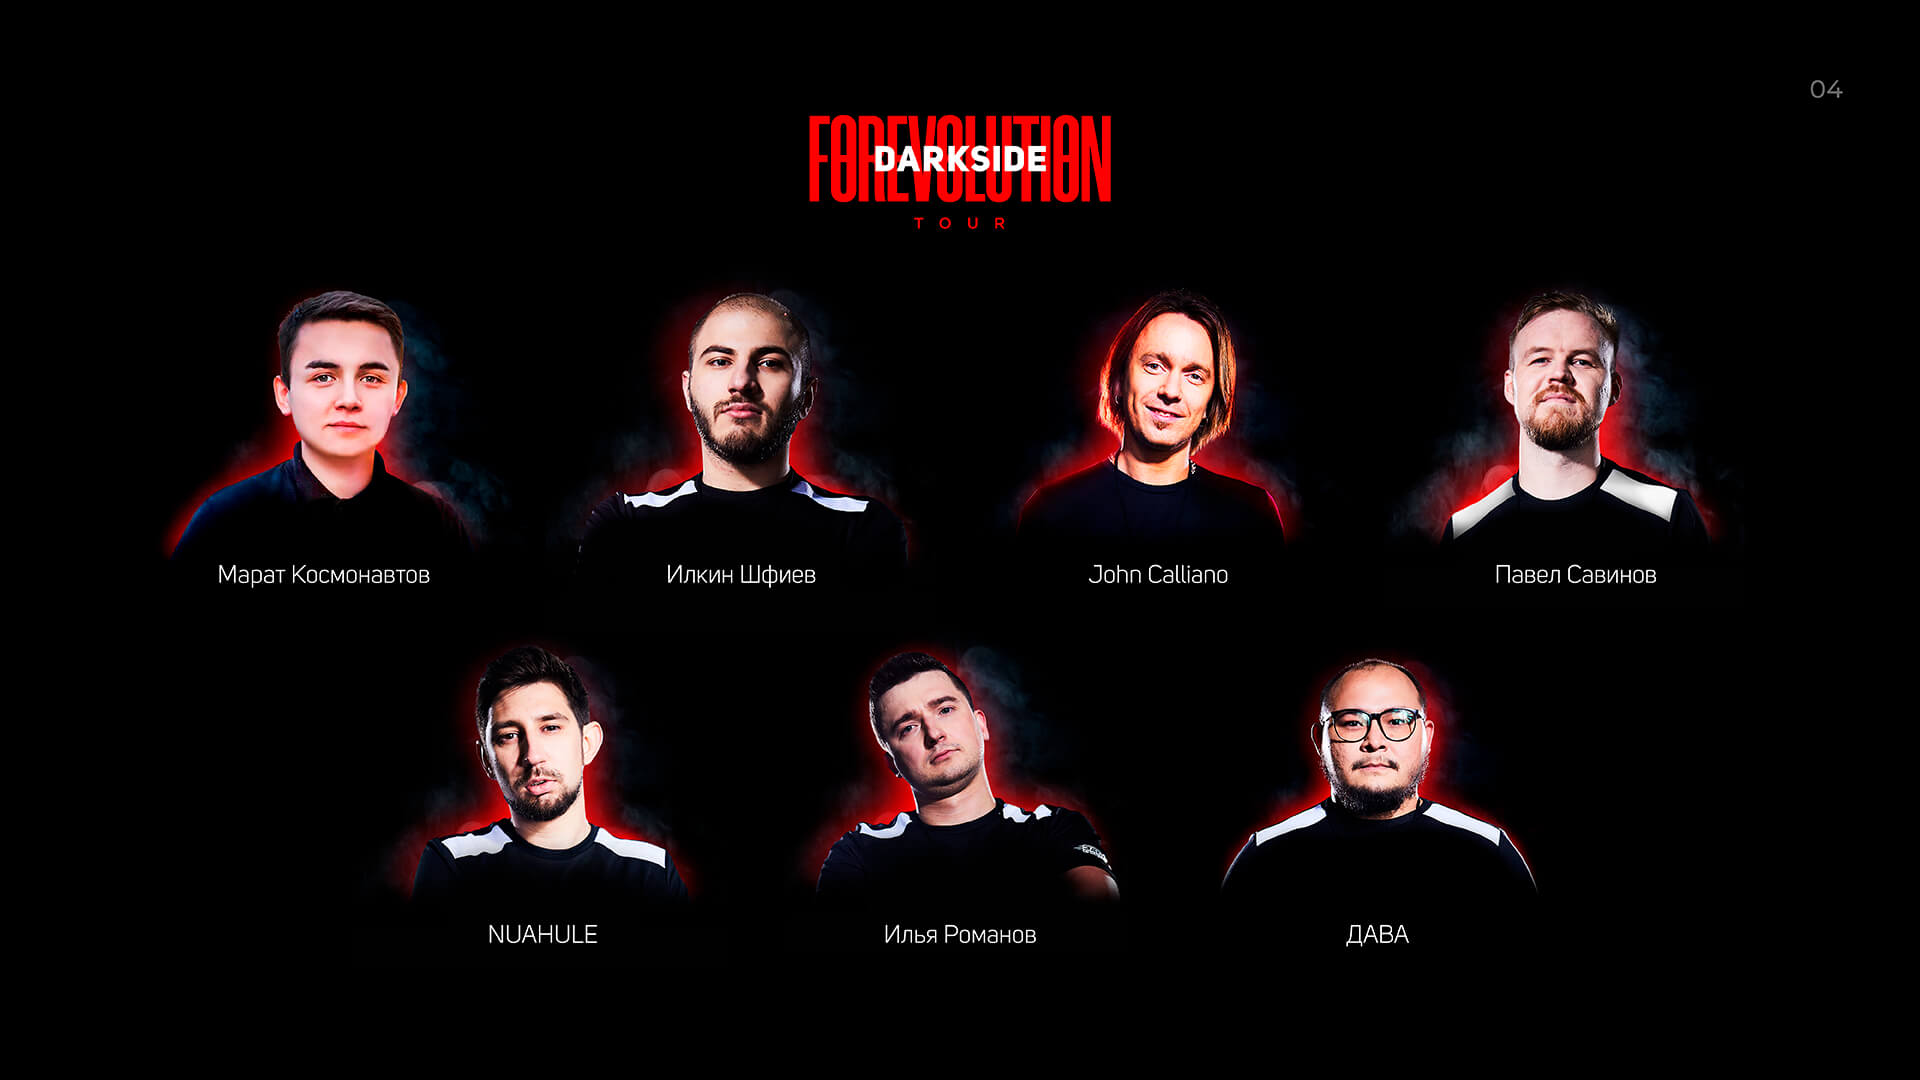 04
FOREVOLUTION
DARKSIDE
TOUR
Марат Космонавтов
Илкин Шфиев
John Calliano
Павел Савинов
NUAHULE
Илья Романов
ДАВА